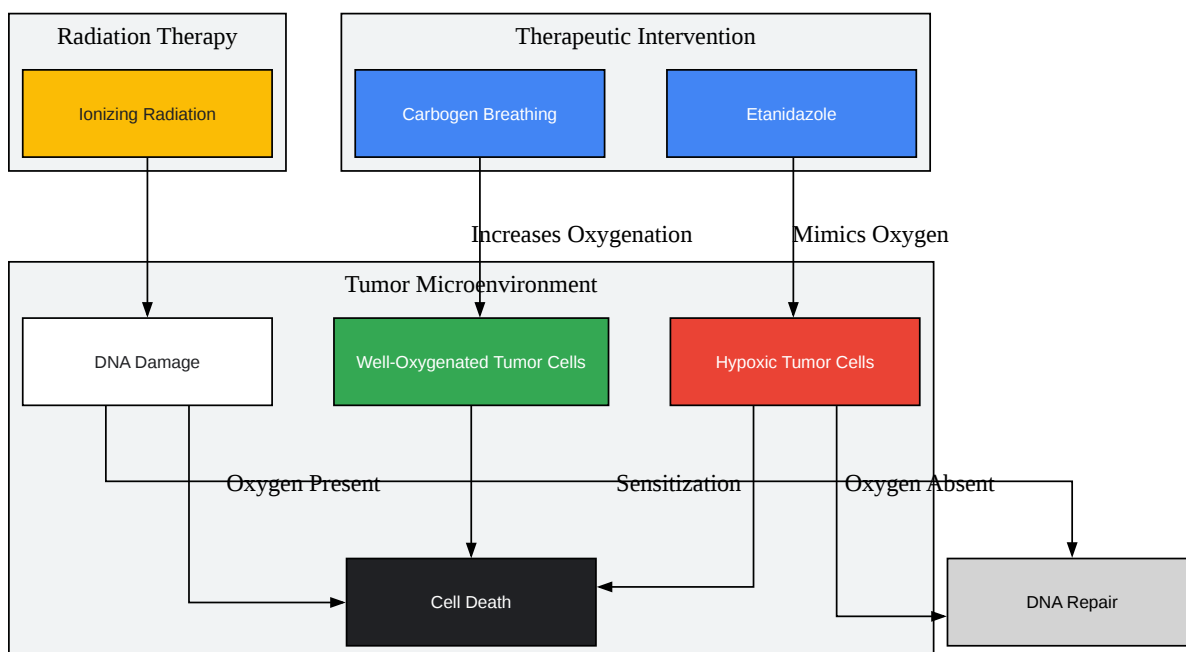 Radiation Therapy
Therapeutic Intervention
Ionizing Radiation
Carbogen Breathing
Etanidazole
Increases Oxygenation
Mimics Oxygen
Tumor Microenvironment
DNA Damage
Well-Oxygenated Tumor Cells
Hypoxic Tumor Cells
Oxygen Present
Sensitization
Oxygen Absent
Cell Death
DNA Repair